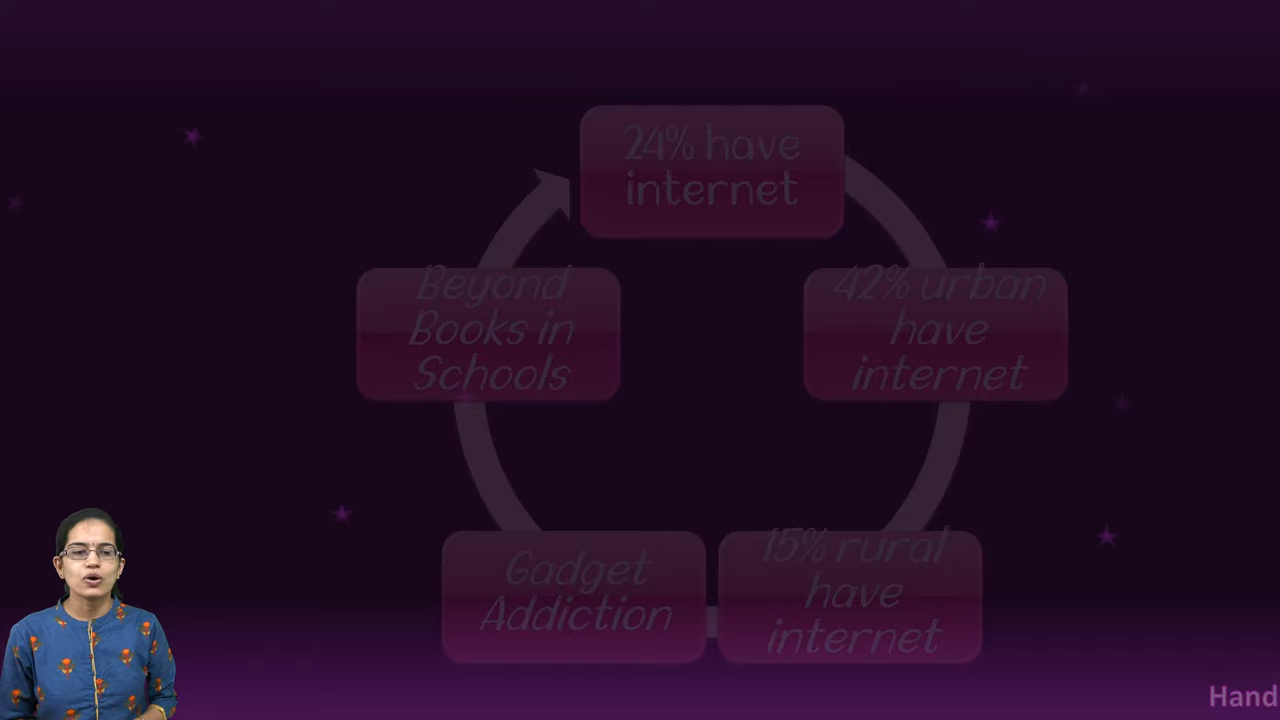 24% have
internet
42% urban
have
internet
15% rural
have
internet
Gadget
Addiction
Beyond
Books in
Schools
Hand